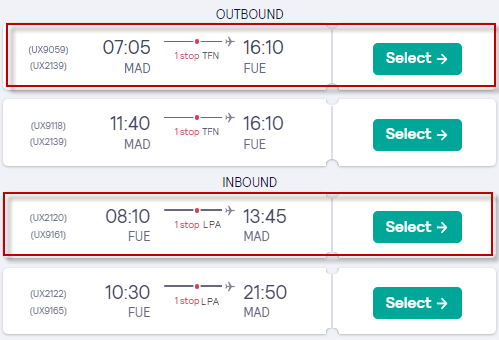 OUTBOUND
(UX9059) 07:05 16:10 Select →
(UX2139) MAD 1 stop TFN FUE
(UX9118) 11:40 16:10 Select →
(UX2139) MAD 1 stop TFN FUE
INBOUND
(UX2120) 08:10 13:45 Select →
(UX9161) FUE 1 stop LPA MAD
(UX2122) 10:30 21:50 Select →
(UX9165) FUE 1 stop LPA MAD